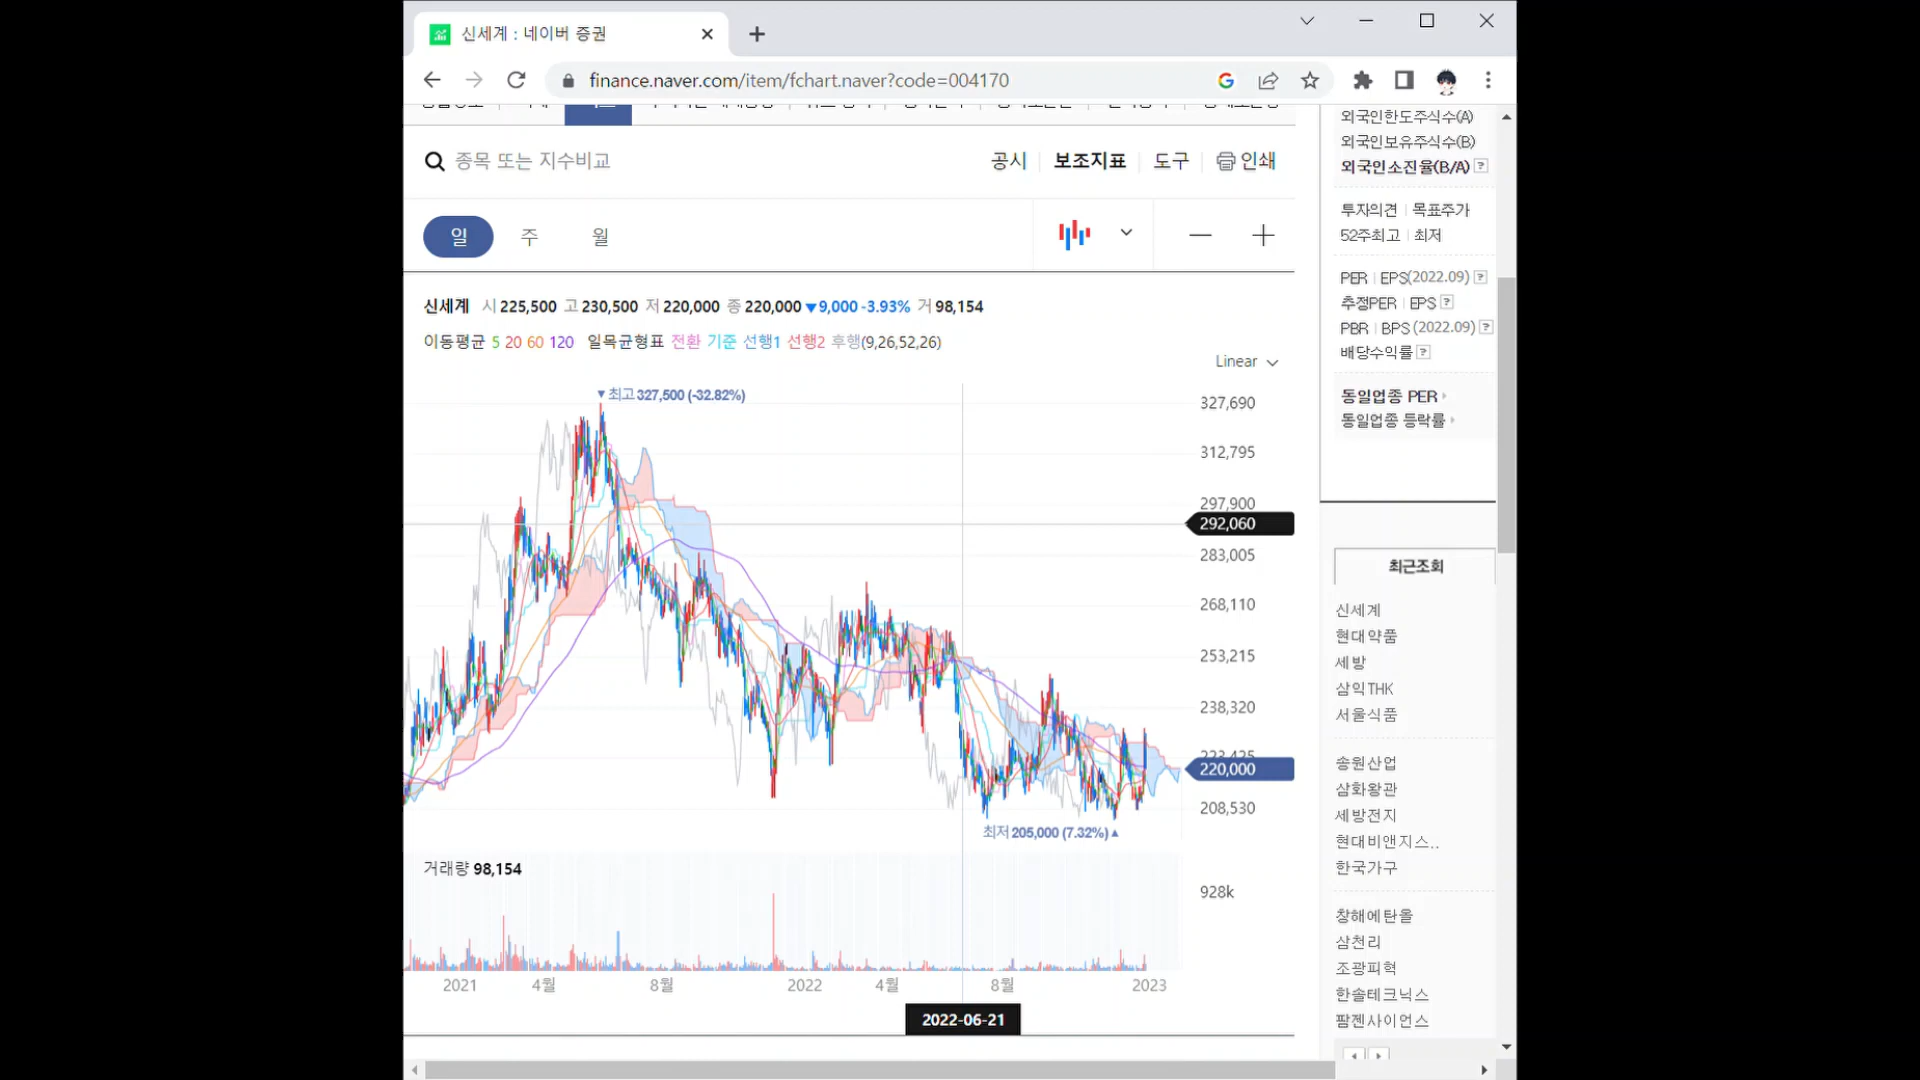 신세계 : 네이버 증권
finance.naver.com/item/fchart.naver?code=004170
종목 또는 지수비교
공시 보조지표 도구 인쇄
일 주 월
신세계 시 225,500 고 230,500 저 220,000 종 220,000 ▼9,000 -3.93% 거 98,154
이동평균 5 20 60 120 일목균형표 전환 기준 선행1 선행2 후행(9,26,52,26)
Linear
▼최고 327,500 (-32.82%)
327,690
312,795
297,900
292,060
283,005
268,110
253,215
238,320
223,425
220,000
208,530
최저 205,000 (7.32%)▲
거래량 98,154
928k
2021 4월 8월 2022 4월 8월 2023
2022-06-21
외국인한도주식수(A)
외국인보유주식수(B)
외국인소진율(B/A) ?
투자의견 | 목표주가
52주최고 | 최저
PER | EPS(2022.09) ?
추정PER | EPS ?
PBR | BPS (2022.09) ?
배당수익률 ?
동일업종 PER
동일업종 등락률
최근조회
신세계
현대약품
세방
삼익THK
서울식품
송원산업
삼화왕관
세방전지
현대비앤지스..
한국가구
창해에탄올
삼천리
조광피혁
한솔테크닉스
팜젠사이언스